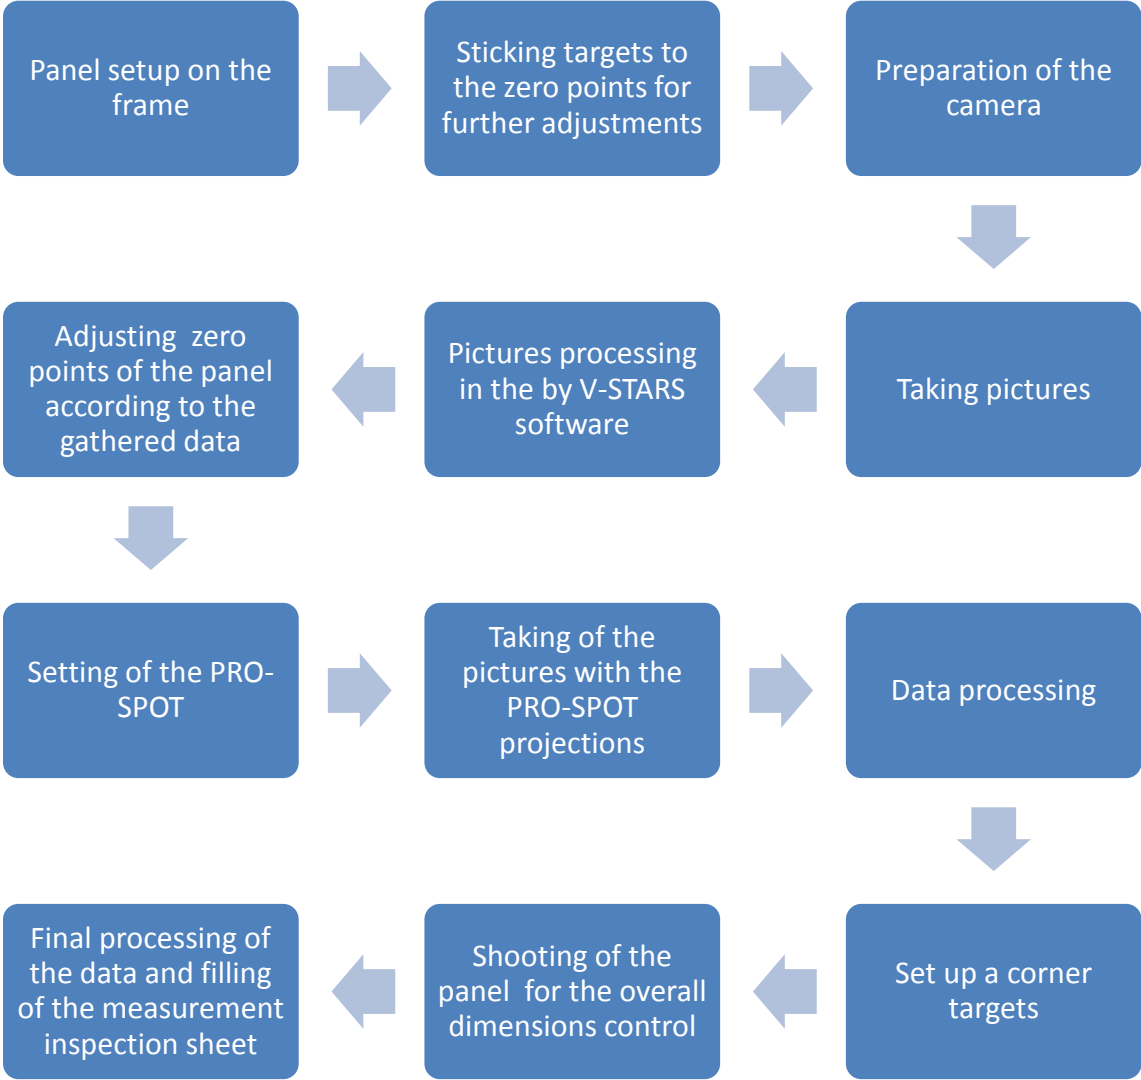 Panel setup on the
frame
Sticking targets to
the zero points for
further adjustments
Preparation of the
camera
Taking pictures
Pictures processing
in the by V-STARS
software
Adjusting  zero
points of the panel
according to the
gathered data
Setting of the PRO-
SPOT
Taking of the
pictures with the
PRO-SPOT
projections
Data processing
Set up a corner
targets
Shooting of the
panel  for the overall
dimensions control
Final processing of
the data and filling
of the measurement
inspection sheet